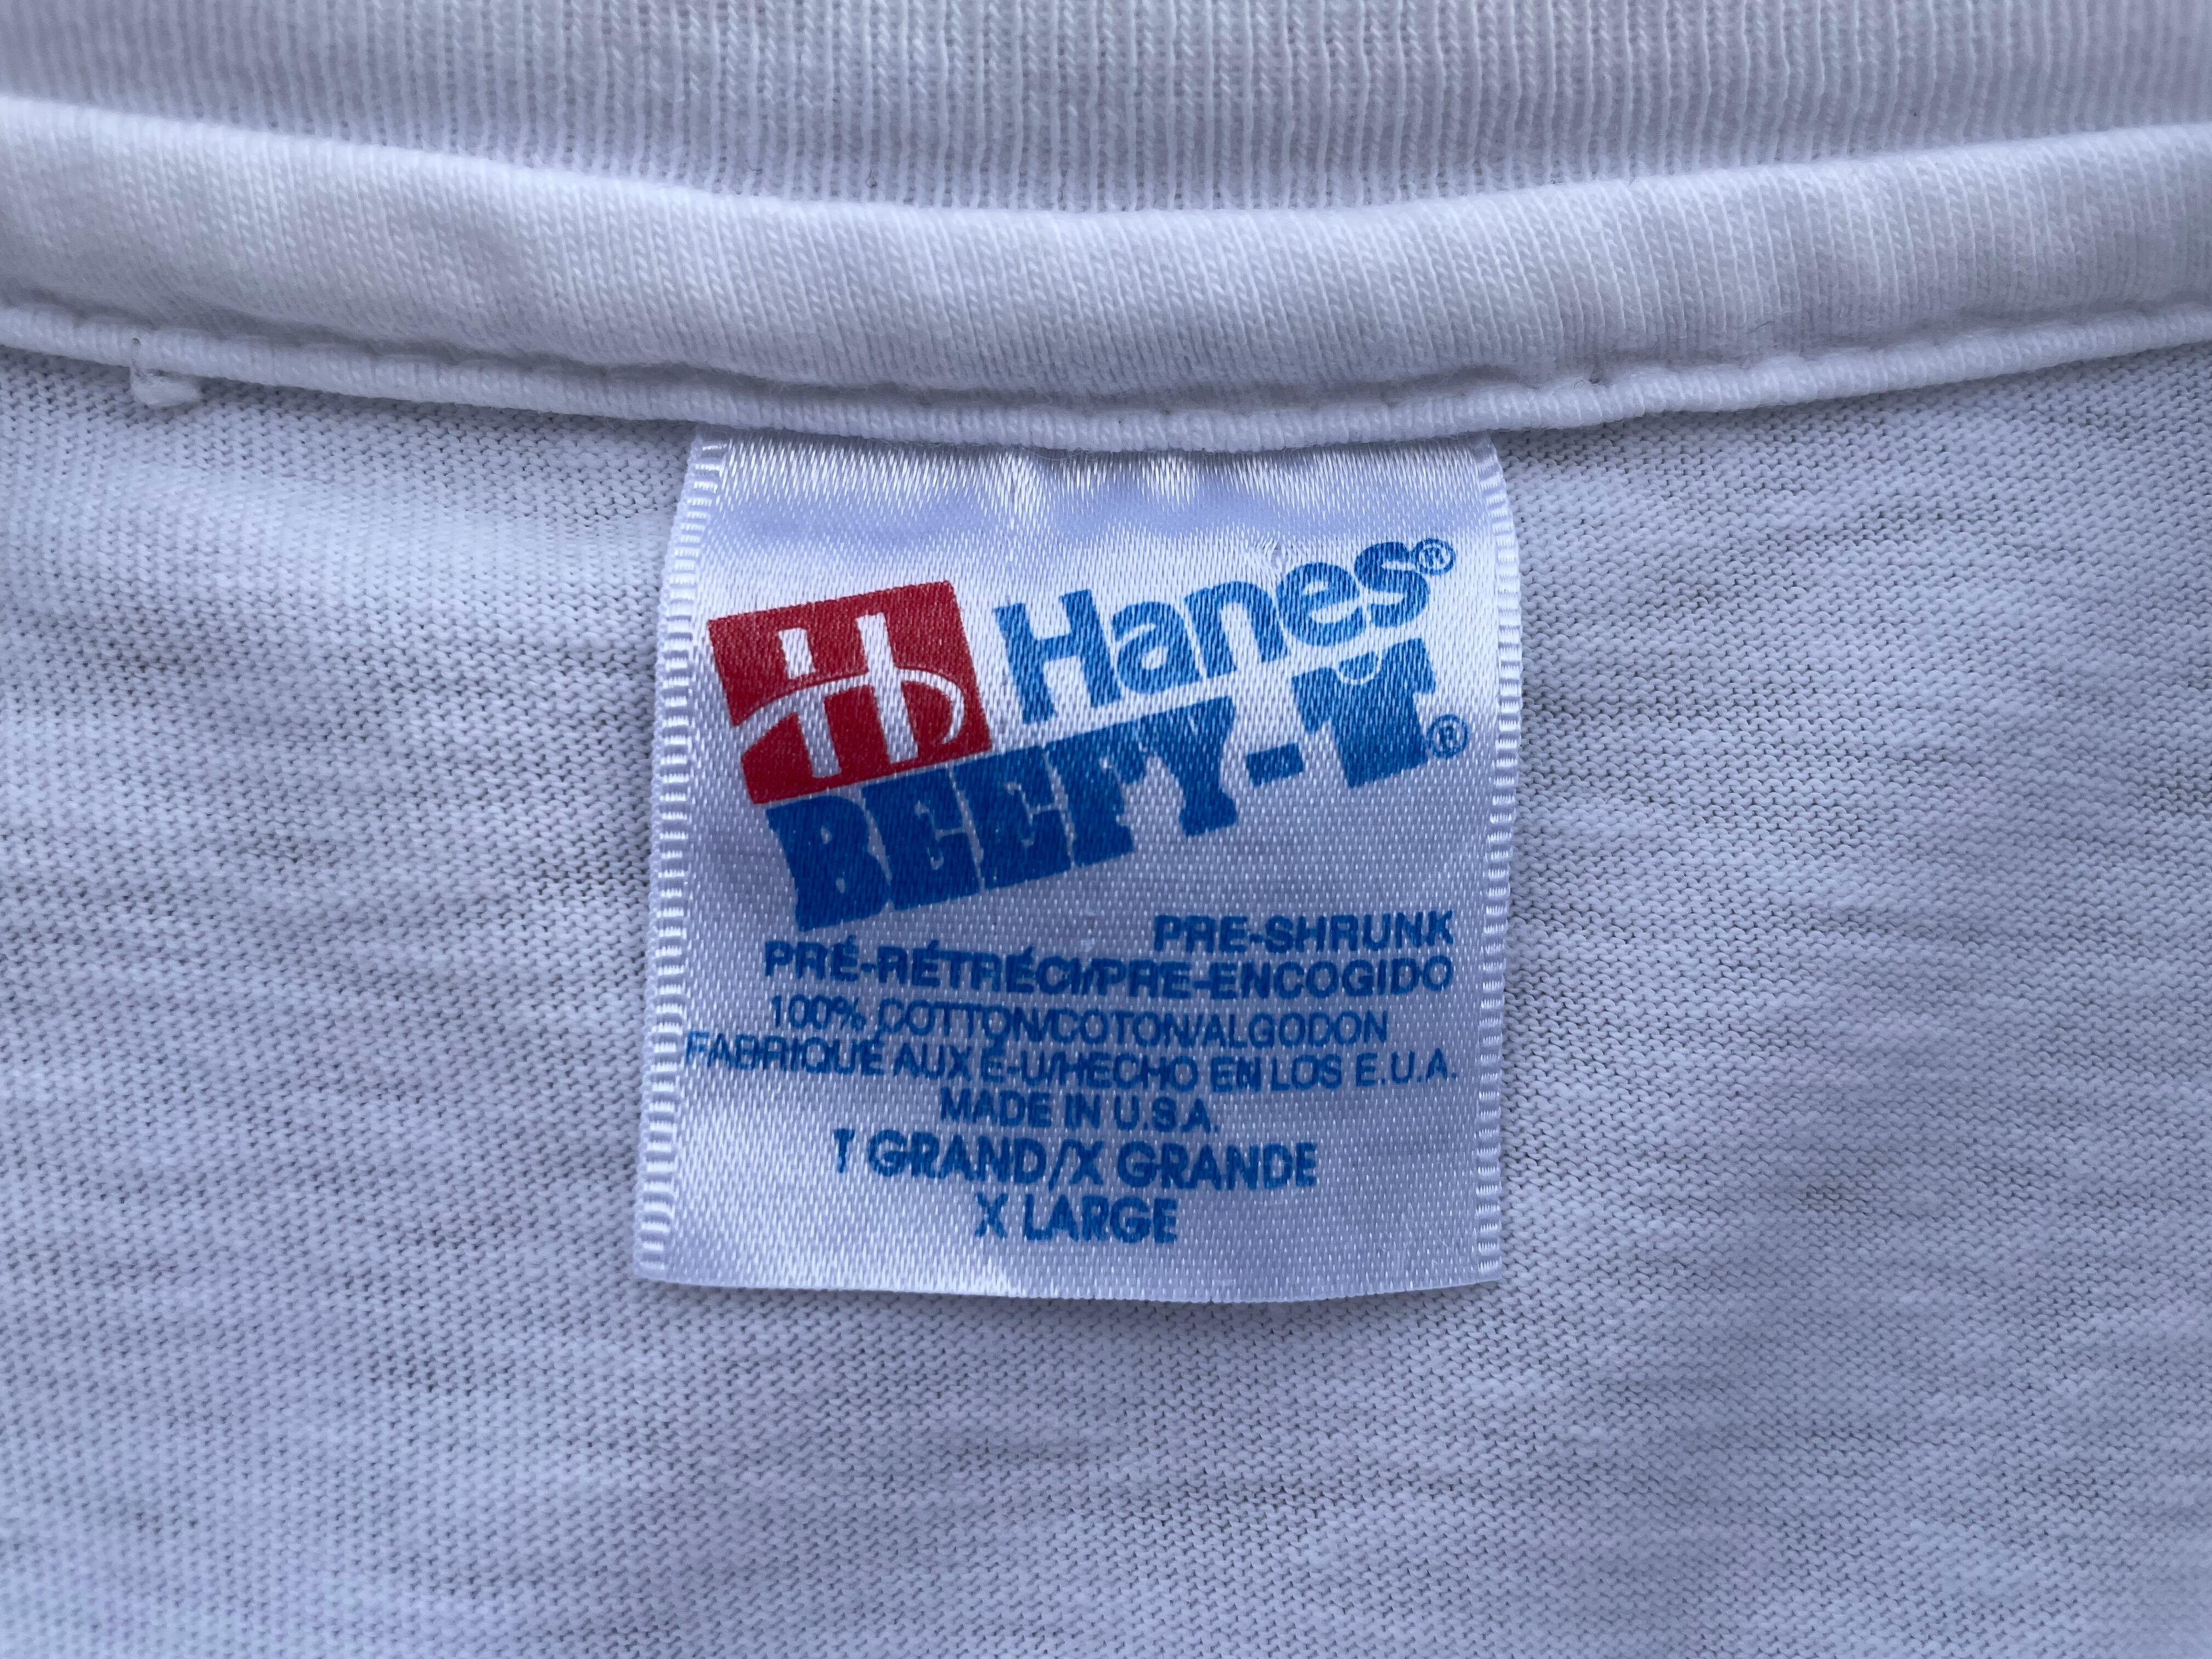 Hanes®
BEEFY-T®
PRE-SHRUNK
PRÉ-RÉTRÉCI/PRE-ENCOGIDO
100% COTTON/COTON/ALGODON
FABRIQUÉ AUX É-U/HECHO EN LOS E.U.A.
MADE IN U.S.A.
T GRAND/X GRANDE
X LARGE